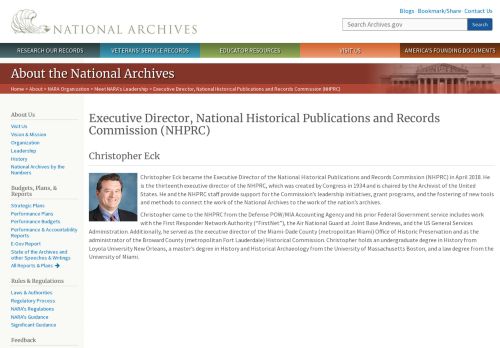 Blogs · Bookmark/Share · Contact Us
NATIONAL ARCHIVES
Search Archives.gov
Search
RESEARCH OUR RECORDS
VETERANS' SERVICE RECORDS
EDUCATOR RESOURCES
VISIT US
AMERICA'S FOUNDING DOCUMENTS
About the National Archives
Home > About > NARA Organization > Meet NARA's Leadership > Executive Director, National Historical Publications and Records Commission (NHPRC)
About Us
Visit Us
Vision & Mission
Organization
Leadership
History
National Archives by the
Numbers
Budgets, Plans, &
Reports
Strategic Plans
Performance Plans
Performance Budgets
Performance & Accountability
Reports
E-Gov Report
State of the Archives and
other Speeches & Writings
All Reports & Plans →
Rules & Regulations
Laws & Authorities
Regulatory Process
NARA's Regulations
NARA's Guidance
Significant Guidance
Feedback
Executive Director, National Historical Publications and Records
Commission (NHPRC)
Christopher Eck
Christopher Eck became the Executive Director of the National Historical Publications and Records Commission (NHPRC) in April 2018. He
is the thirteenth executive director of the NHPRC, which was created by Congress in 1934 and is chaired by the Archivist of the United
States. He and the NHPRC staff provide support for the Commission's leadership initiatives, grant programs, and the fostering of new tools
and methods to connect the work of the National Archives to the work of the nation's archives.
Christopher came to the NHPRC from the Defense POW/MIA Accounting Agency and his prior Federal Government service includes work
with the First Responder Network Authority ("FirstNet"), the Air National Guard at Joint Base Andrews, and the US General Services
Administration. Additionally, he served as the executive director of the Miami-Dade County (metropolitan Miami) Office of Historic Preservation and as the
administrator of the Broward County (metropolitan Fort Lauderdale) Historical Commission. Christopher holds an undergraduate degree in History from
Loyola University New Orleans, a master's degree in History and Historical Archaeology from the University of Massachusetts Boston, and a law degree from the
University of Miami.